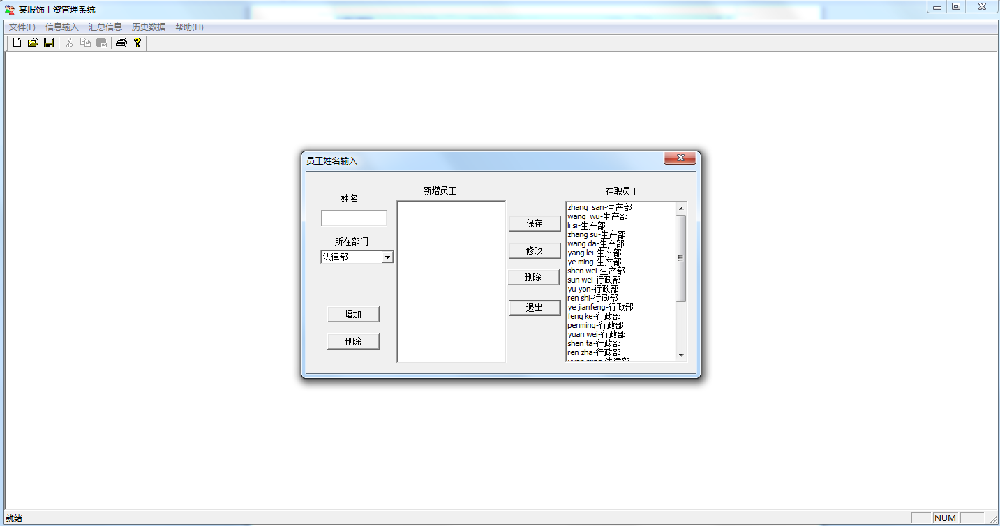 某服饰工资管理系统
文件(F) 信息输入 汇总信息 历史数据 帮助(H)
员工姓名输入
姓名
所在部门
法律部
增加
删除
新增员工
保存
修改
删除
退出
在职员工
zhang  san-生产部
wang  wu-生产部
li si-生产部
zhang su-生产部
wang da-生产部
yang lei-生产部
ye ming-生产部
shen wei-生产部
sun wei-行政部
yu yon-行政部
ren shi-行政部
ye jianfeng-行政部
feng ke-行政部
penming-行政部
yuan wei-行政部
shen ta-行政部
ren zha-行政部
yuan ming-法律部
就绪
NUM